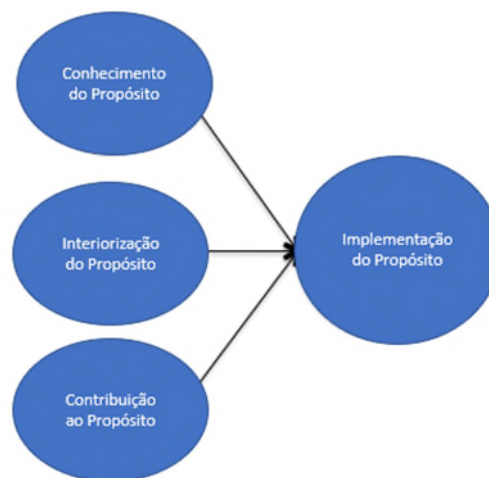 Conhecimento
do Propósito
Interiorização
do Propósito
Implementação
do Propósito
Contribuição
ao Propósito